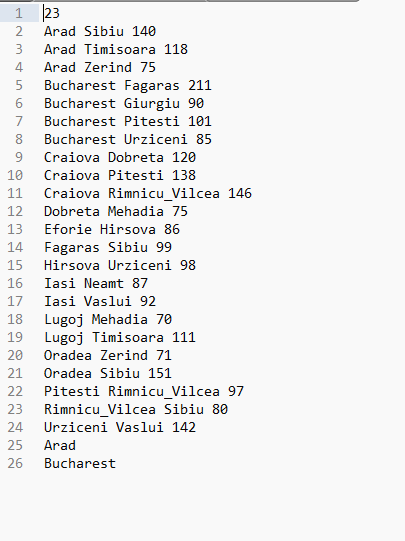 1 23
2 Arad Sibiu 140
3 Arad Timisoara 118
4 Arad Zerind 75
5 Bucharest Fagaras 211
6 Bucharest Giurgiu 90
7 Bucharest Pitesti 101
8 Bucharest Urziceni 85
9 Craiova Dobreta 120
10 Craiova Pitesti 138
11 Craiova Rimnicu_Vilcea 146
12 Dobreta Mehadia 75
13 Eforie Hirsova 86
14 Fagaras Sibiu 99
15 Hirsova Urziceni 98
16 Iasi Neamt 87
17 Iasi Vaslui 92
18 Lugoj Mehadia 70
19 Lugoj Timisoara 111
20 Oradea Zerind 71
21 Oradea Sibiu 151
22 Pitesti Rimnicu_Vilcea 97
23 Rimnicu_Vilcea Sibiu 80
24 Urziceni Vaslui 142
25 Arad
26 Bucharest